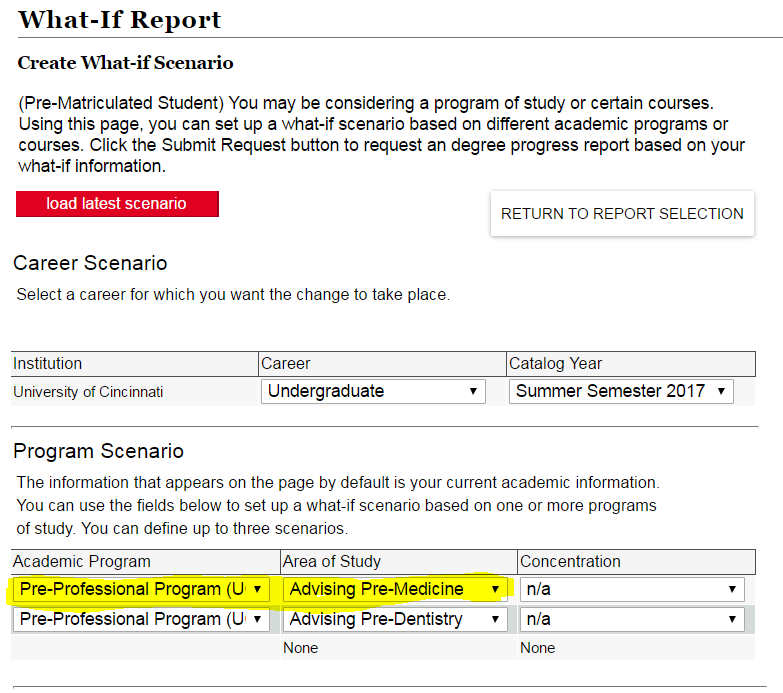 What-If Report
Create What-if Scenario
(Pre-Matriculated Student) You may be considering a program of study or certain courses.
Using this page, you can set up a what-if scenario based on different academic programs or
courses. Click the Submit Request button to request an degree progress report based on your
what-if information.
load latest scenario
RETURN TO REPORT SELECTION
Career Scenario
Select a career for which you want the change to take place.
Institution Career Catalog Year
University of Cincinnati Undergraduate Summer Semester 2017
Program Scenario
The information that appears on the page by default is your current academic information.
You can use the fields below to set up a what-if scenario based on one or more programs
of study. You can define up to three scenarios.
Academic Program Area of Study Concentration
Pre-Professional Program (U Advising Pre-Medicine n/a
Pre-Professional Program (U Advising Pre-Dentistry n/a
None None